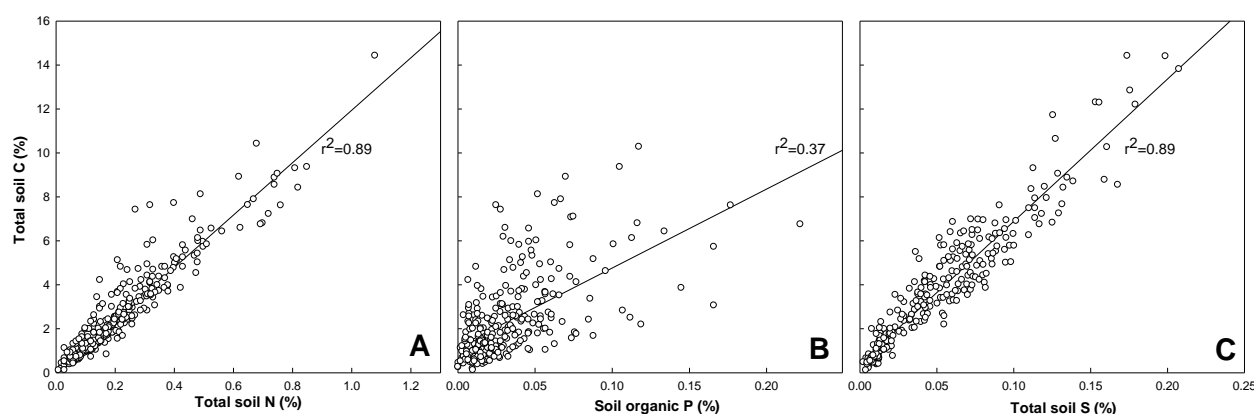 16
14
12
10
8
6
4
2
0
Total soil C (%)
r²=0.89
A
0.0 0.2 0.4 0.6 0.8 1.0 1.2
Total soil N (%)
r²=0.37
B
0.00 0.05 0.10 0.15 0.20
Soil organic P (%)
r²=0.89
C
0.00 0.05 0.10 0.15 0.20 0.25
Total soil S (%)